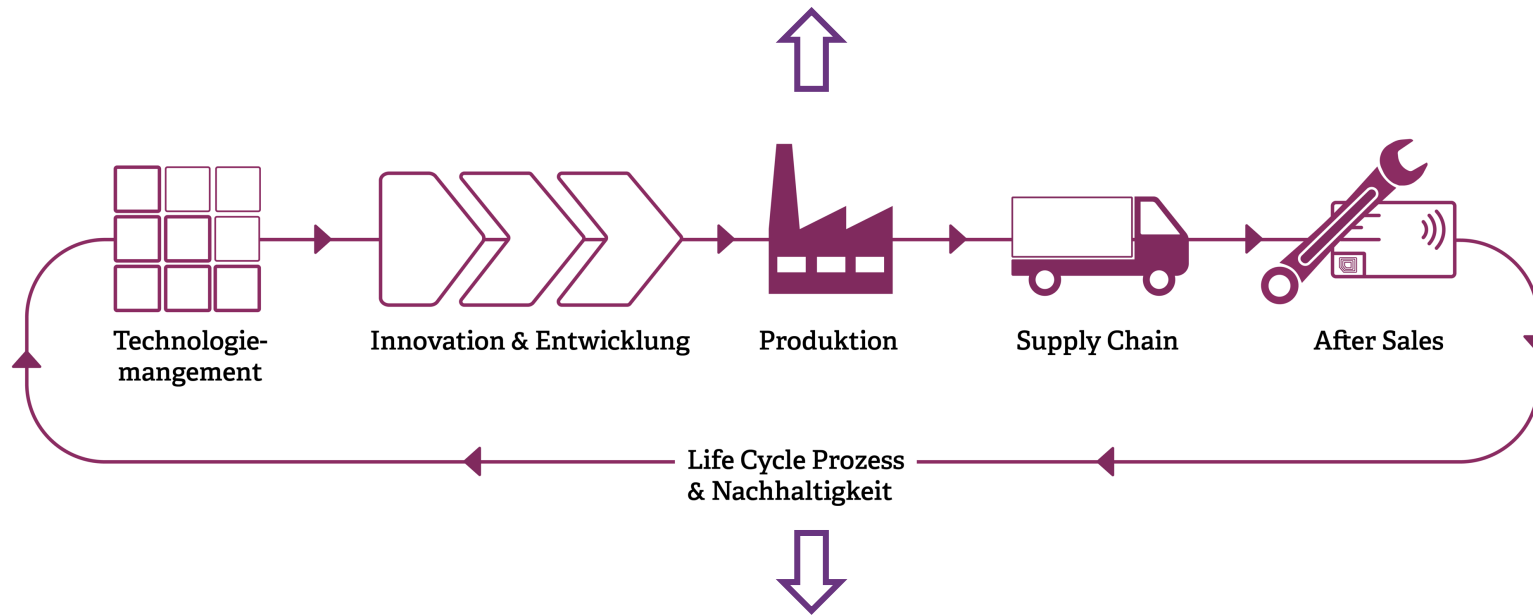 Technologie-
mangement
Innovation & Entwicklung
Produktion
Supply Chain
After Sales
Life Cycle Prozess
& Nachhaltigkeit